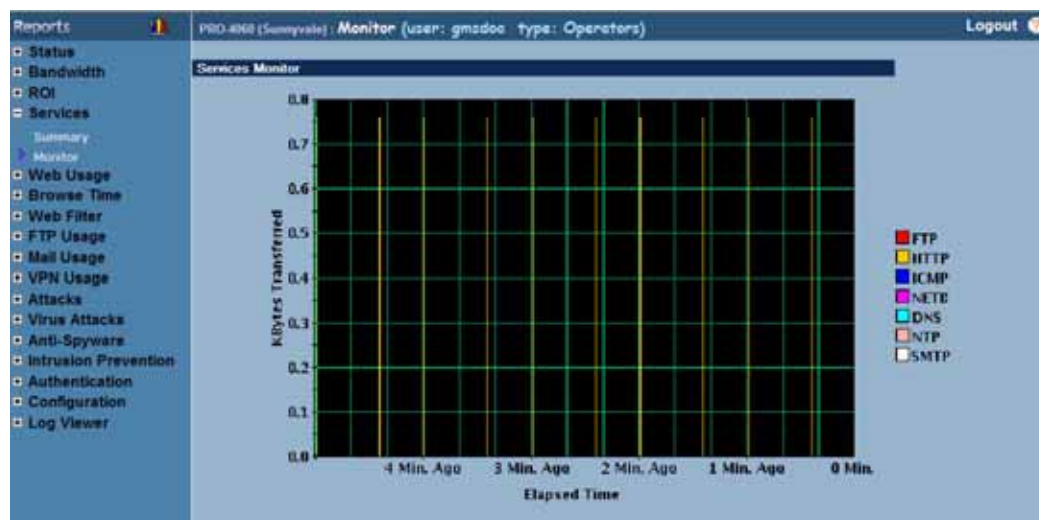 Reports
PRO-4060 (Sunnyvale) : Monitor (user: gmsdoc type: Operators)
Logout
Status
Bandwidth
ROI
Services
Summary
Monitor
Web Usage
Browse Time
Web Filter
FTP Usage
Mail Usage
VPN Usage
Attacks
Virus Attacks
Anti-Spyware
Intrusion Prevention
Authentication
Configuration
Log Viewer
Services Monitor
0.8
0.7
0.6
0.5
0.4
0.3
0.2
0.1
0.0
KBytes Transferred
4 Min. Ago
3 Min. Ago
2 Min. Ago
1 Min. Ago
0 Min.
Elapsed Time
FTP
HTTP
ICMP
NETB
DNS
NTP
SMTP